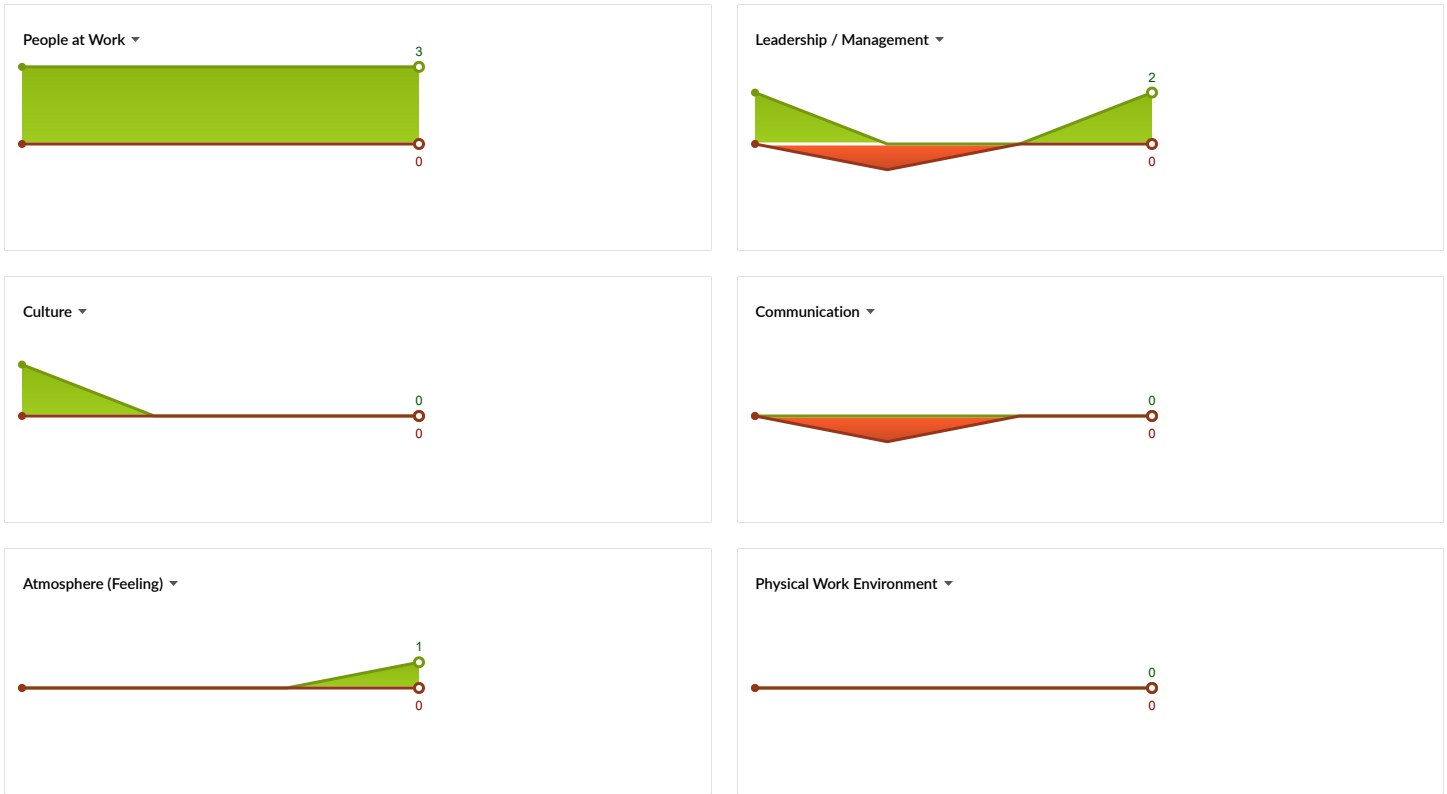 People at Work
3
0
Leadership / Management
2
0
Culture
0
0
Communication
0
0
Atmosphere (Feeling)
1
0
Physical Work Environment
0
0